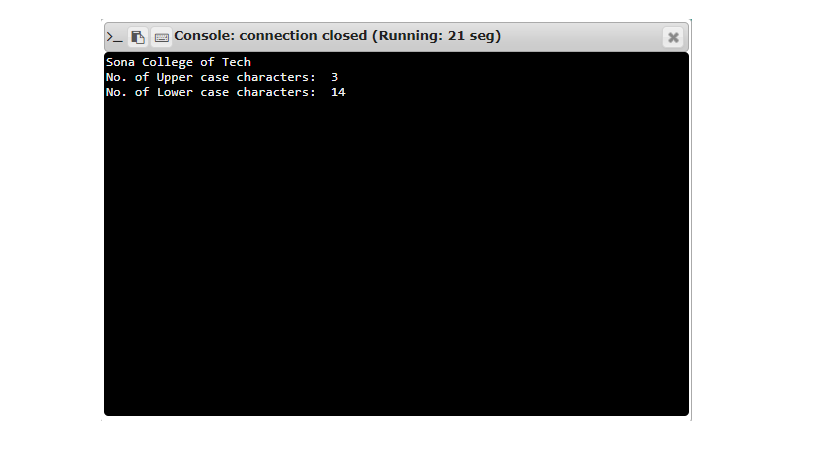 >_ Console: connection closed (Running: 21 seg)
Sona College of Tech
No. of Upper case characters:  3
No. of Lower case characters:  14